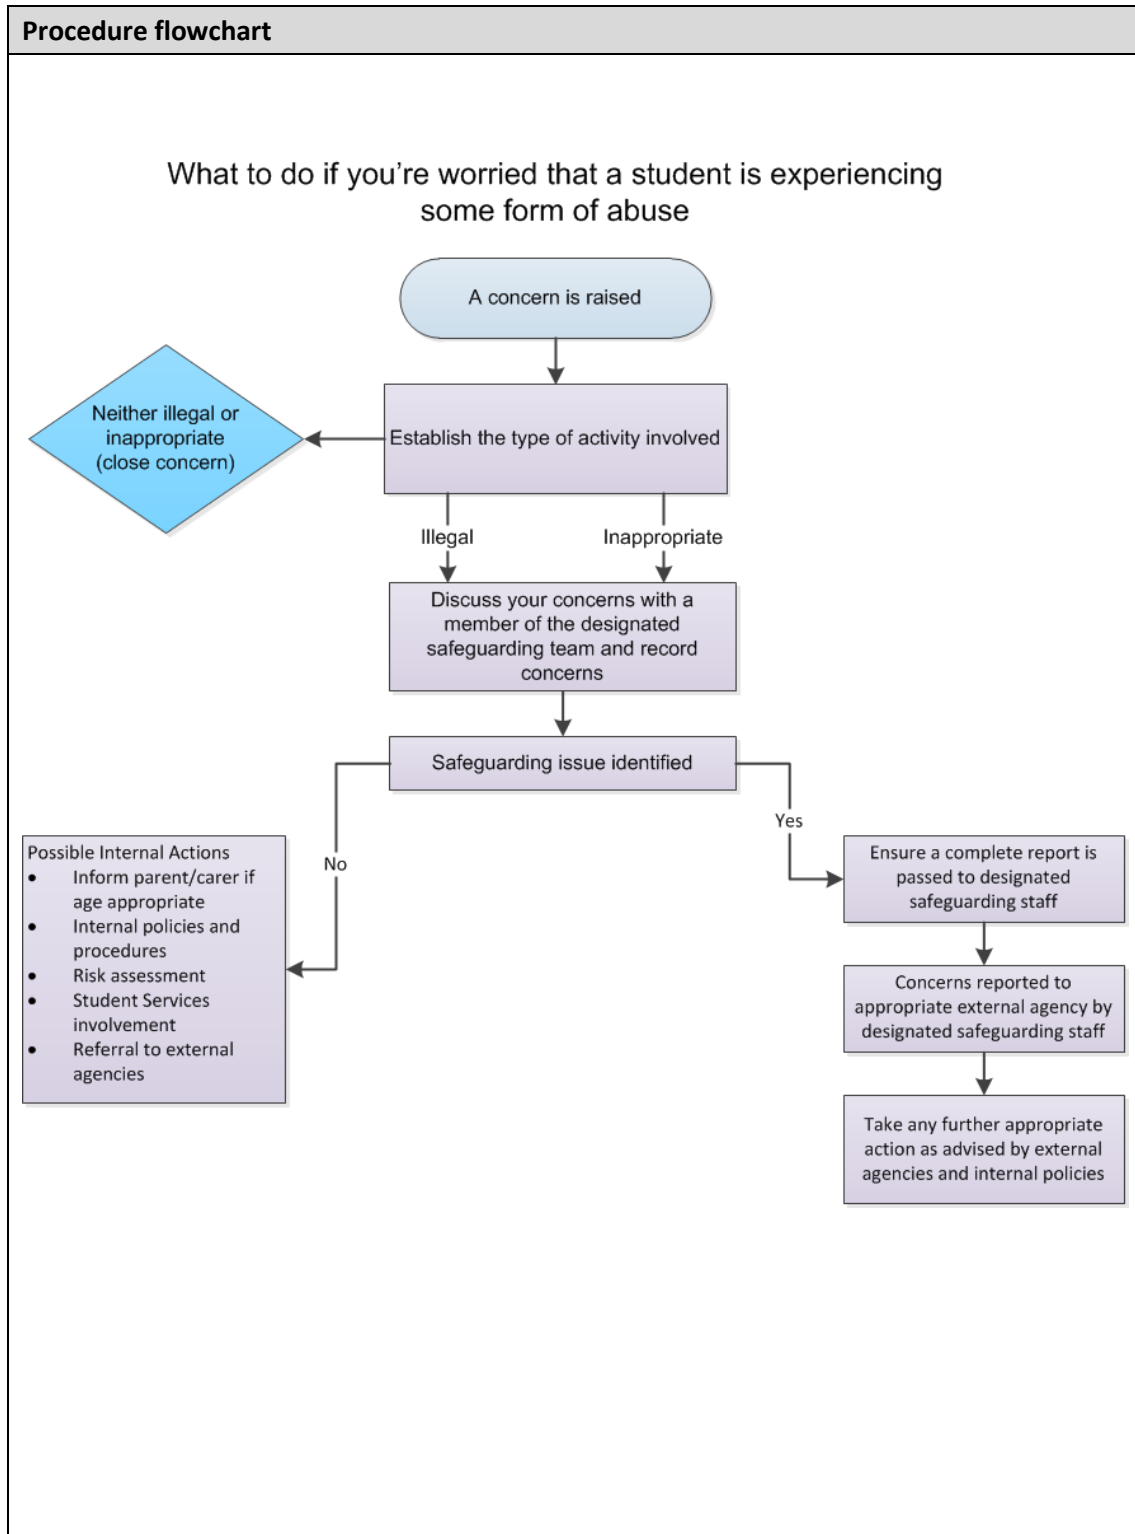 Procedure flowchart
What to do if you're worried that a student is experiencing
some form of abuse
A concern is raised
Neither illegal or
inappropriate
(close concern)
Establish the type of activity involved
Illegal
Inappropriate
Discuss your concerns with a
member of the designated
safeguarding team and record
concerns
Safeguarding issue identified
No
Yes
Possible Internal Actions
• Inform parent/carer if
age appropriate
• Internal policies and
procedures
• Risk assessment
• Student Services
involvement
• Referral to external
agencies
Ensure a complete report is
passed to designated
safeguarding staff
Concerns reported to
appropriate external agency by
designated safeguarding staff
Take any further appropriate
action as advised by external
agencies and internal policies